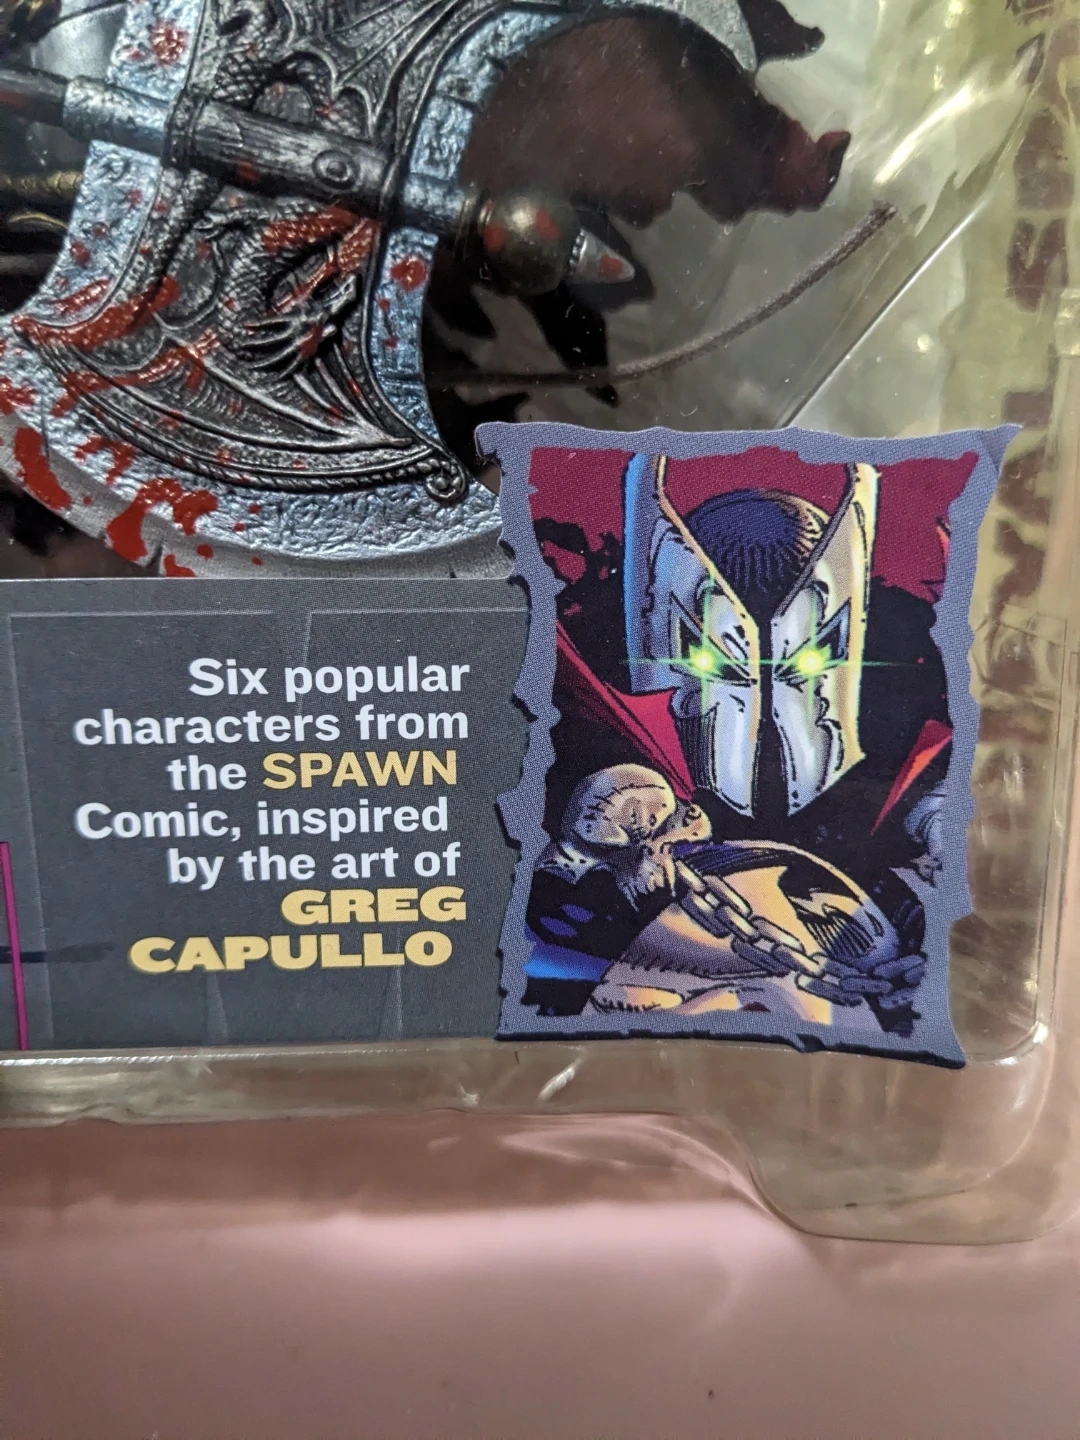 Six popular
characters from
the SPAWN
Comic, inspired
by the art of
GREG
CAPULLO